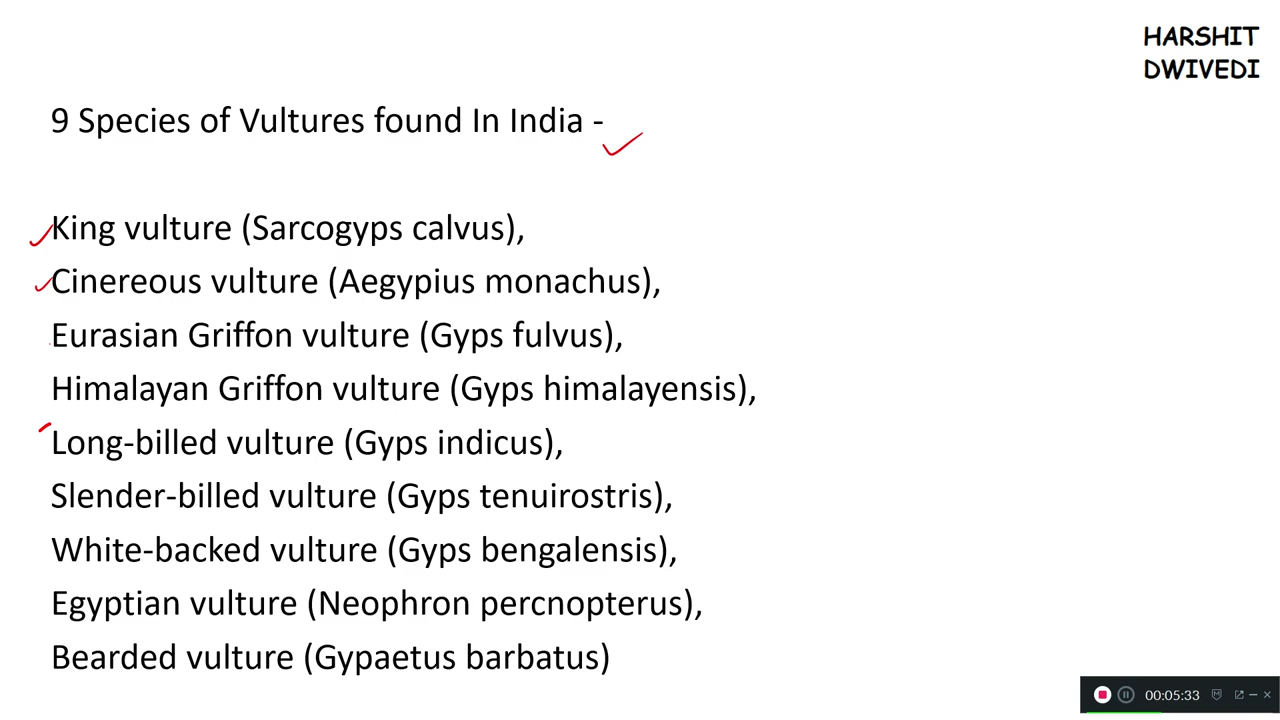 HARSHIT
DWIVEDI
9 Species of Vultures found In India -
King vulture (Sarcogyps calvus),
Cinereous vulture (Aegypius monachus),
Eurasian Griffon vulture (Gyps fulvus),
Himalayan Griffon vulture (Gyps himalayensis),
Long-billed vulture (Gyps indicus),
Slender-billed vulture (Gyps tenuirostris),
White-backed vulture (Gyps bengalensis),
Egyptian vulture (Neophron percnopterus),
Bearded vulture (Gypaetus barbatus)
00:05:33